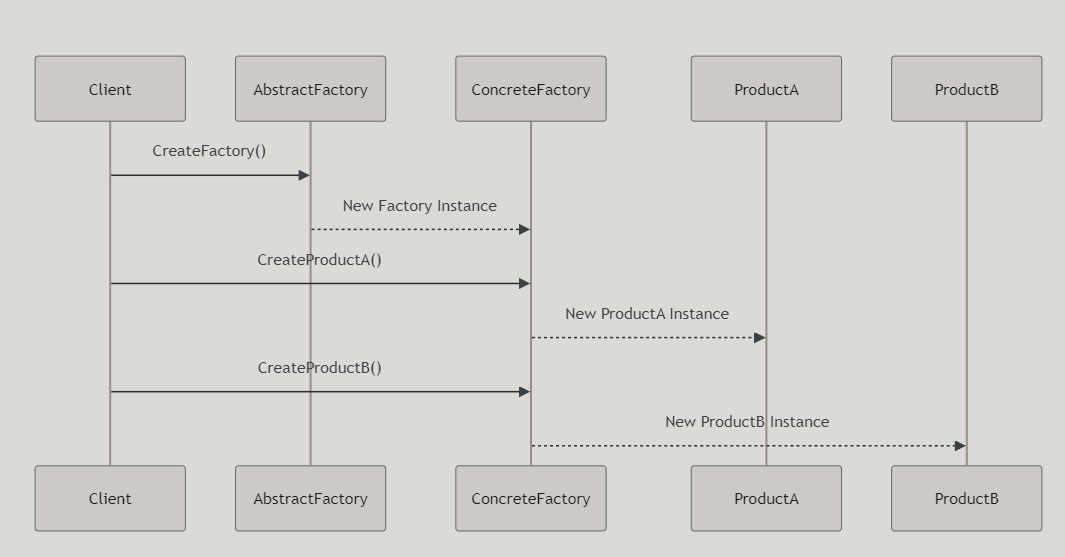 Client
AbstractFactory
ConcreteFactory
ProductA
ProductB
CreateFactory()
New Factory Instance
CreateProductA()
New ProductA Instance
CreateProductB()
New ProductB Instance
Client
AbstractFactory
ConcreteFactory
ProductA
ProductB